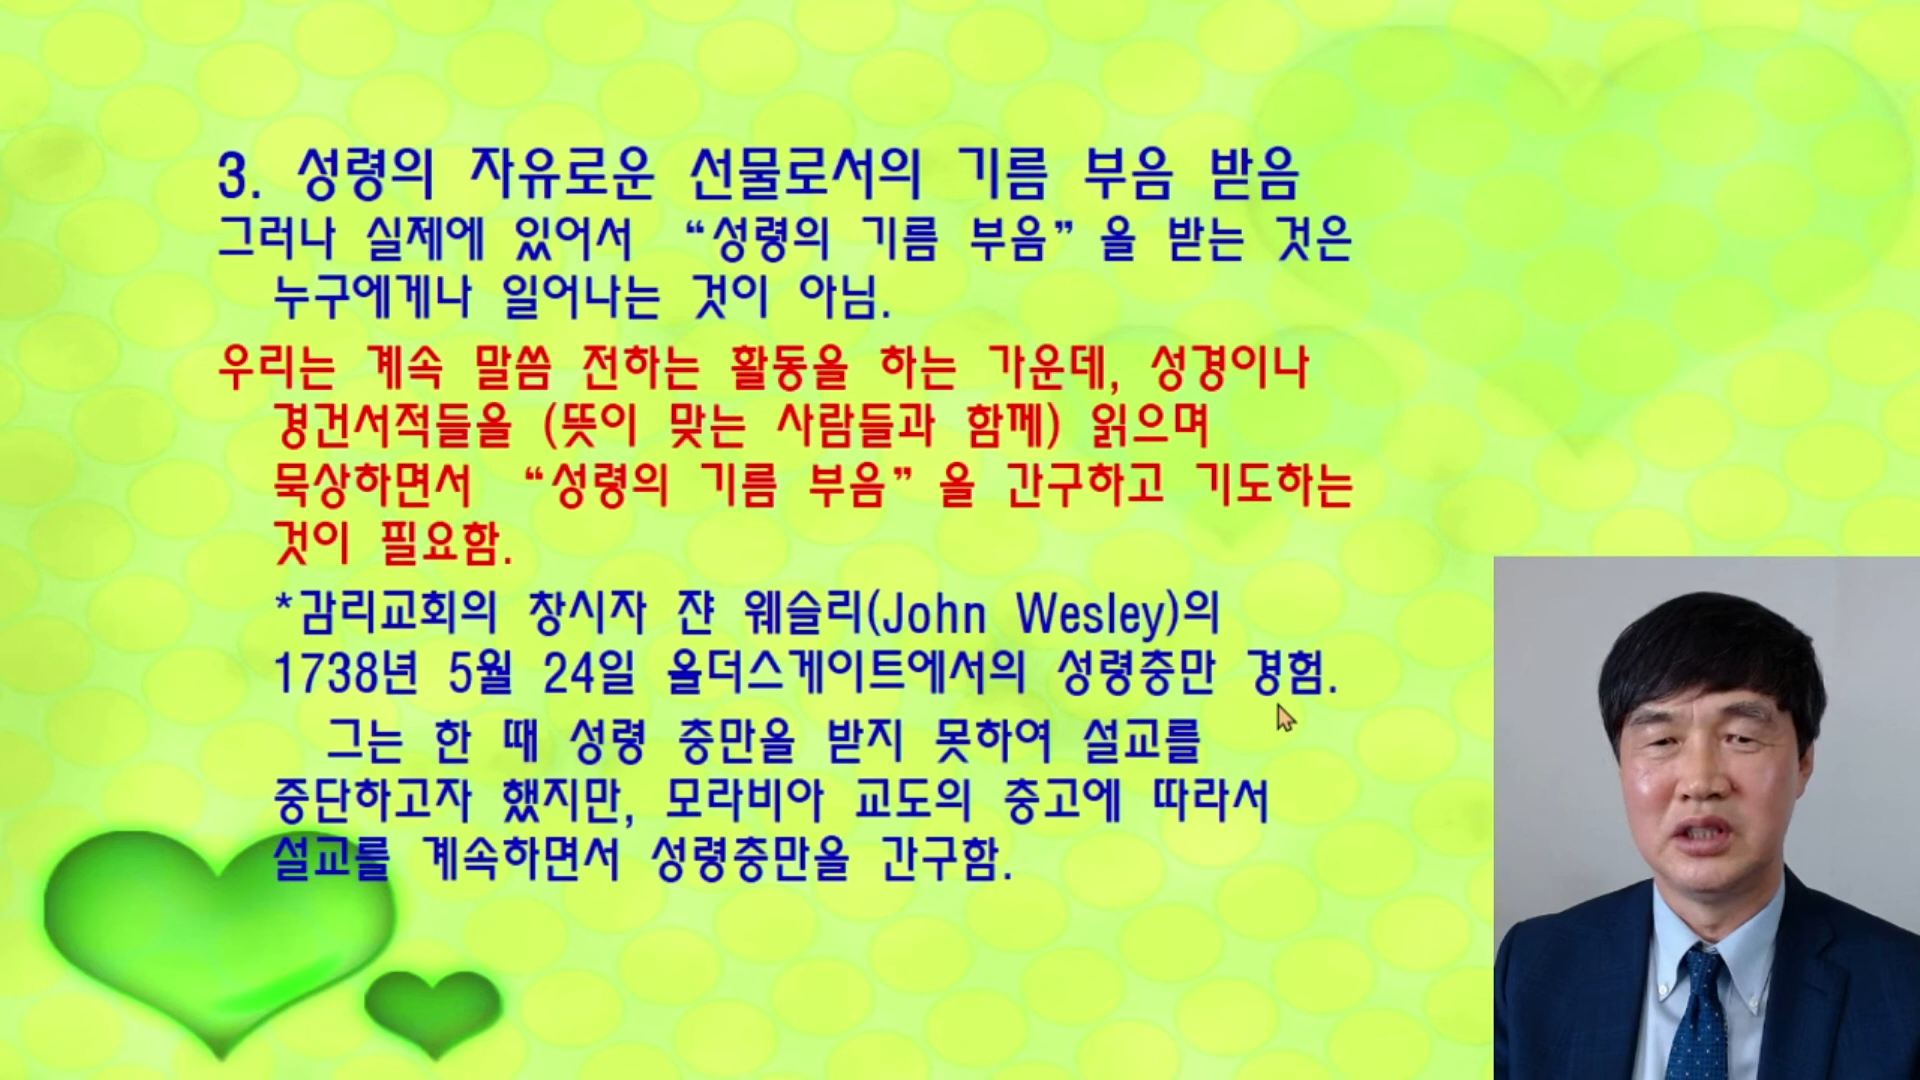 3. 성령의 자유로운 선물로서의 기름 부음 받음
그러나 실제에 있어서 “성령의 기름 부음”을 받는 것은
누구에게나 일어나는 것이 아님.
우리는 계속 말씀 전하는 활동을 하는 가운데, 성경이나
경건서적들을 (뜻이 맞는 사람들과 함께) 읽으며
묵상하면서 “성령의 기름 부음”을 간구하고 기도하는
것이 필요함.
*감리교회의 창시자 쟌 웨슬리(John Wesley)의
1738년 5월 24일 올더스게이트에서의 성령충만 경험.
그는 한 때 성령 충만을 받지 못하여 설교를
중단하고자 했지만, 모라비아 교도의 충고에 따라서
설교를 계속하면서 성령충만을 간구함.